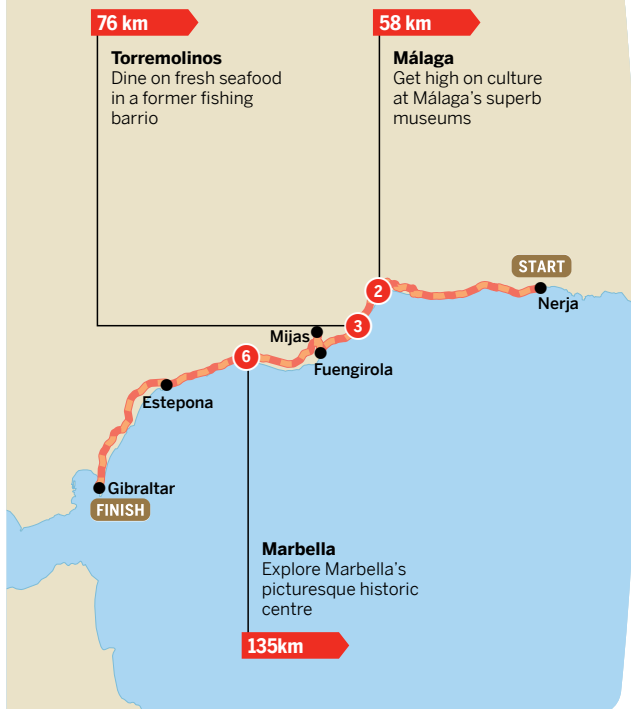 76 km
Torremolinos
Dine on fresh seafood
in a former fishing
barrio
58 km
Málaga
Get high on culture
at Málaga's superb
museums
START
Nerja
2
3
Mijas
6
Fuengirola
Estepona
Gibraltar
FINISH
Marbella
Explore Marbella's
picturesque historic
centre
135km